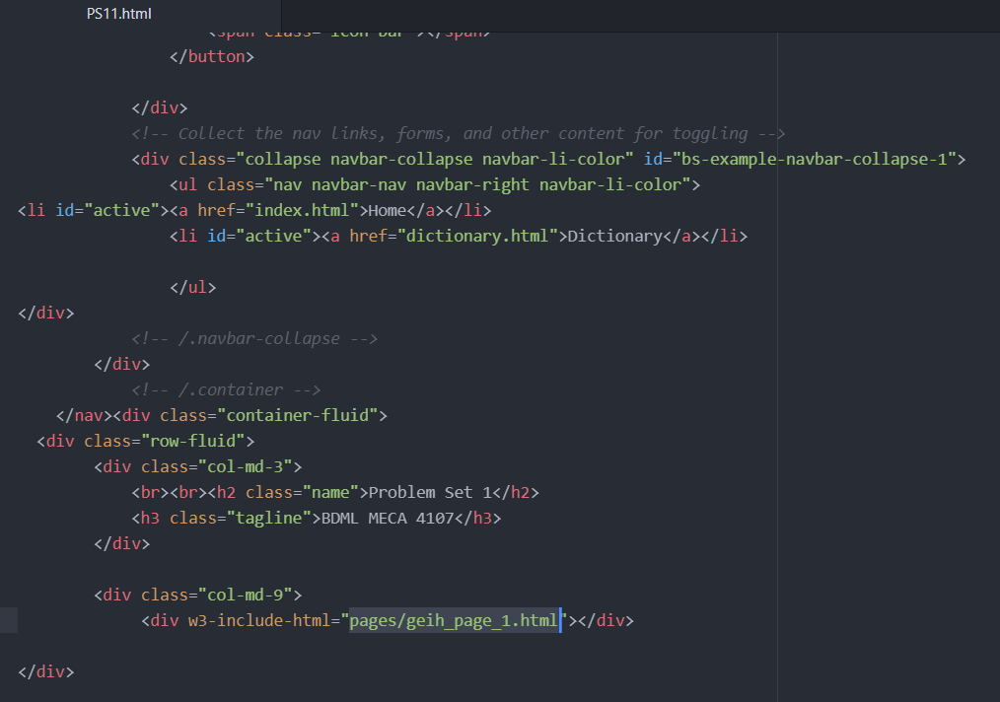 PS11.html
<span class="icon-bar"></span>
</button>
</div>
<!-- Collect the nav links, forms, and other content for toggling -->
<div class="collapse navbar-collapse navbar-li-color" id="bs-example-navbar-collapse-1">
<ul class="nav navbar-nav navbar-right navbar-li-color">
<li id="active"><a href="index.html">Home</a></li>
<li id="active"><a href="dictionary.html">Dictionary</a></li>
</ul>
</div>
<!-- /.navbar-collapse -->
</div>
<!-- /.container -->
</nav><div class="container-fluid">
<div class="row-fluid">
<div class="col-md-3">
<br><br><h2 class="name">Problem Set 1</h2>
<h3 class="tagline">BDML MECA 4107</h3>
</div>
<div class="col-md-9">
<div w3-include-html="pages/geih_page_1.html"></div>
</div>